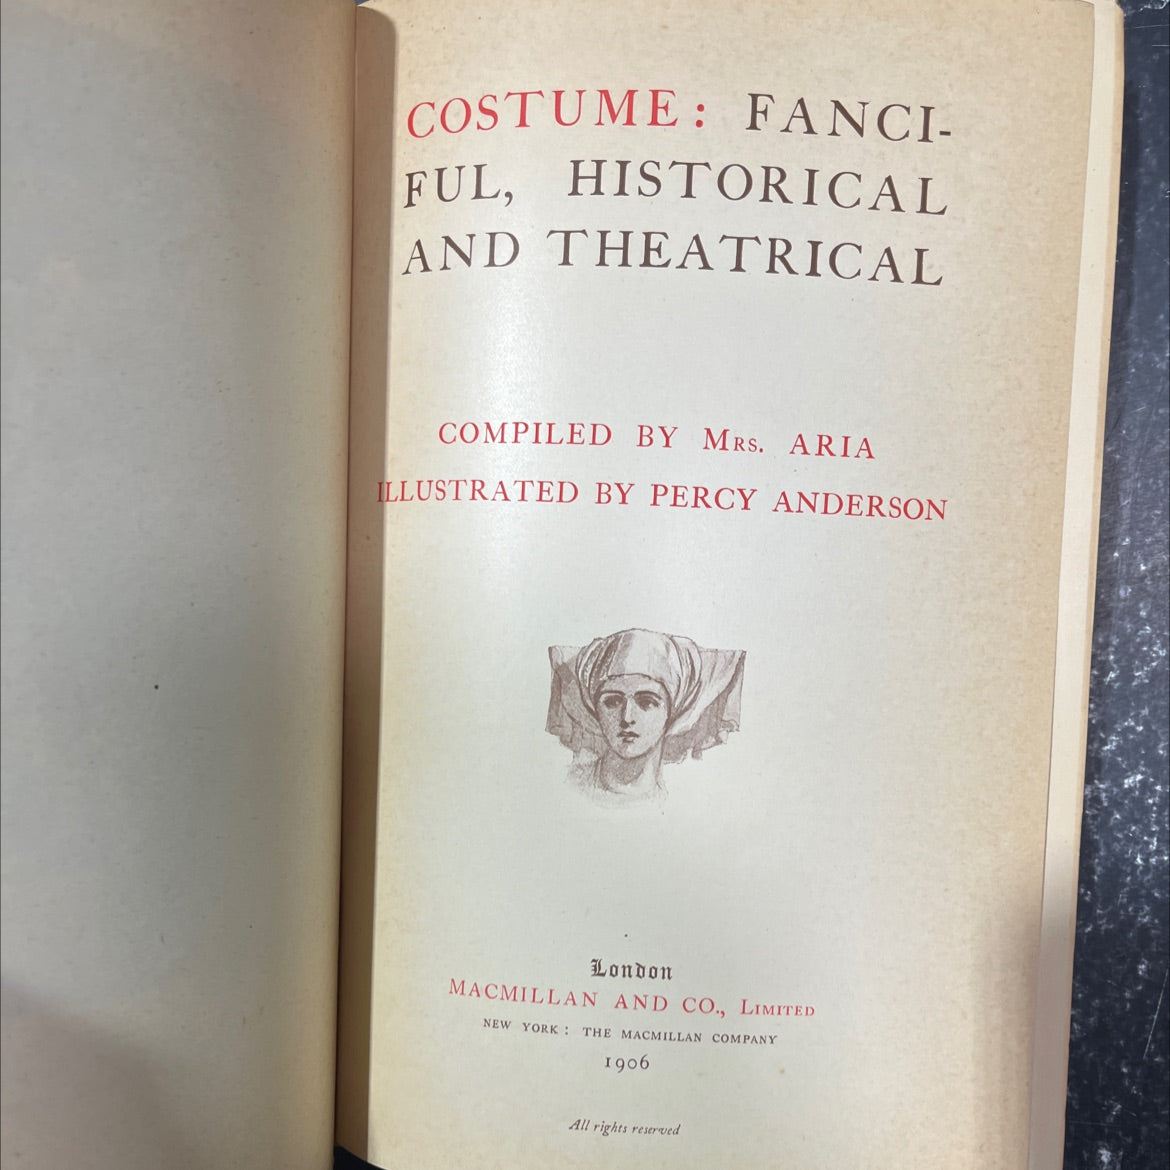 COSTUME: FANCI-
FUL, HISTORICAL
AND THEATRICAL
COMPILED BY MRS. ARIA
ILLUSTRATED BY PERCY ANDERSON
London
MACMILLAN AND CO., LIMITED
NEW YORK: THE MACMILLAN COMPANY
1906
All rights reserved